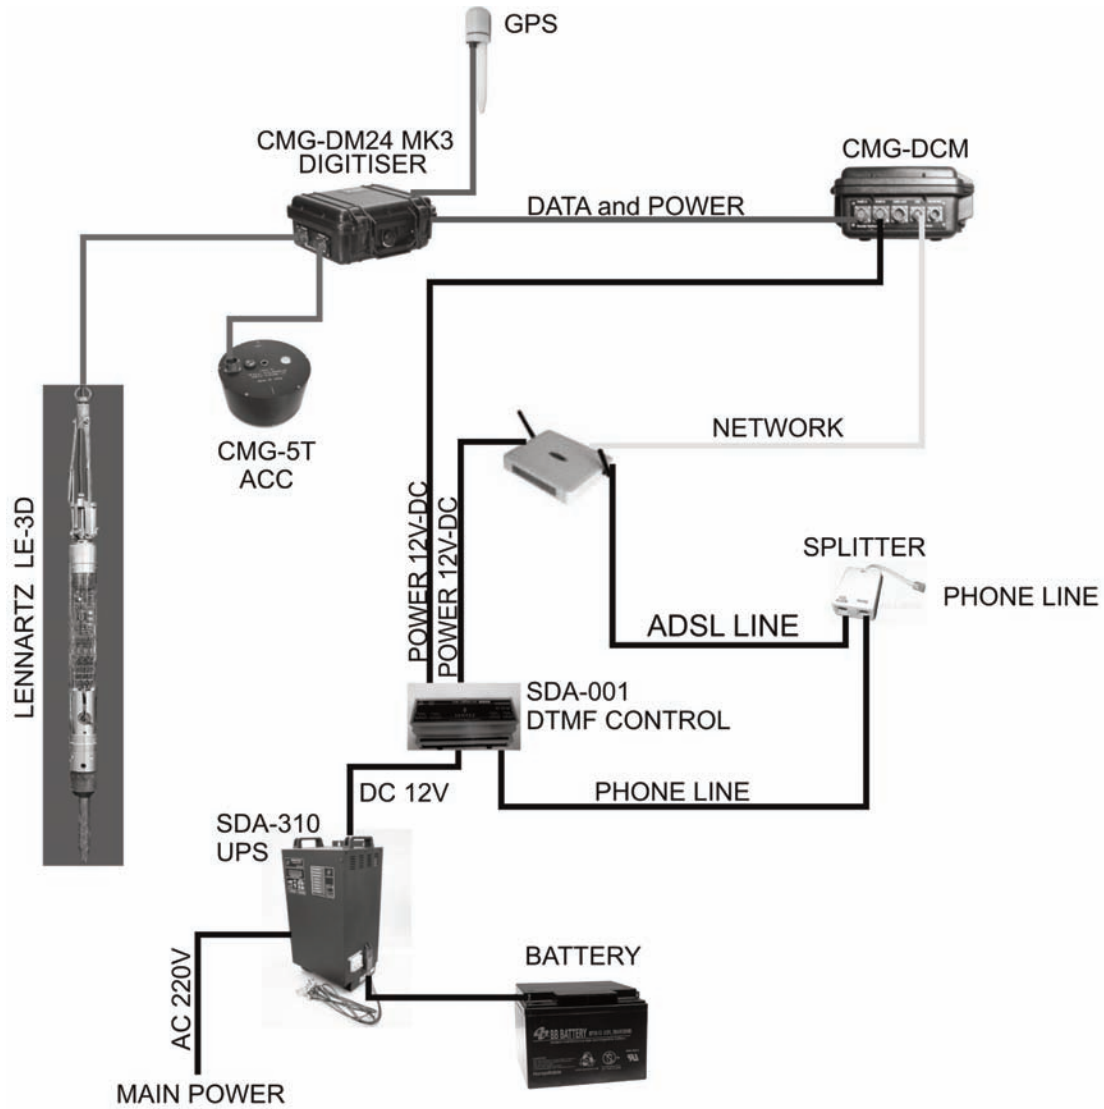 GPS
CMG-DM24 MK3
DIGITISER
CMG-DCM
DATA and POWER
CMG-5T
ACC
NETWORK
LENNARTZ LE-3D
POWER 12V-DC
POWER 12V-DC
SPLITTER
PHONE LINE
ADSL LINE
SDA-001
DTMF CONTROL
DC 12V
PHONE LINE
SDA-310
UPS
AC 220V
BATTERY
BB BATTERY
MAIN POWER